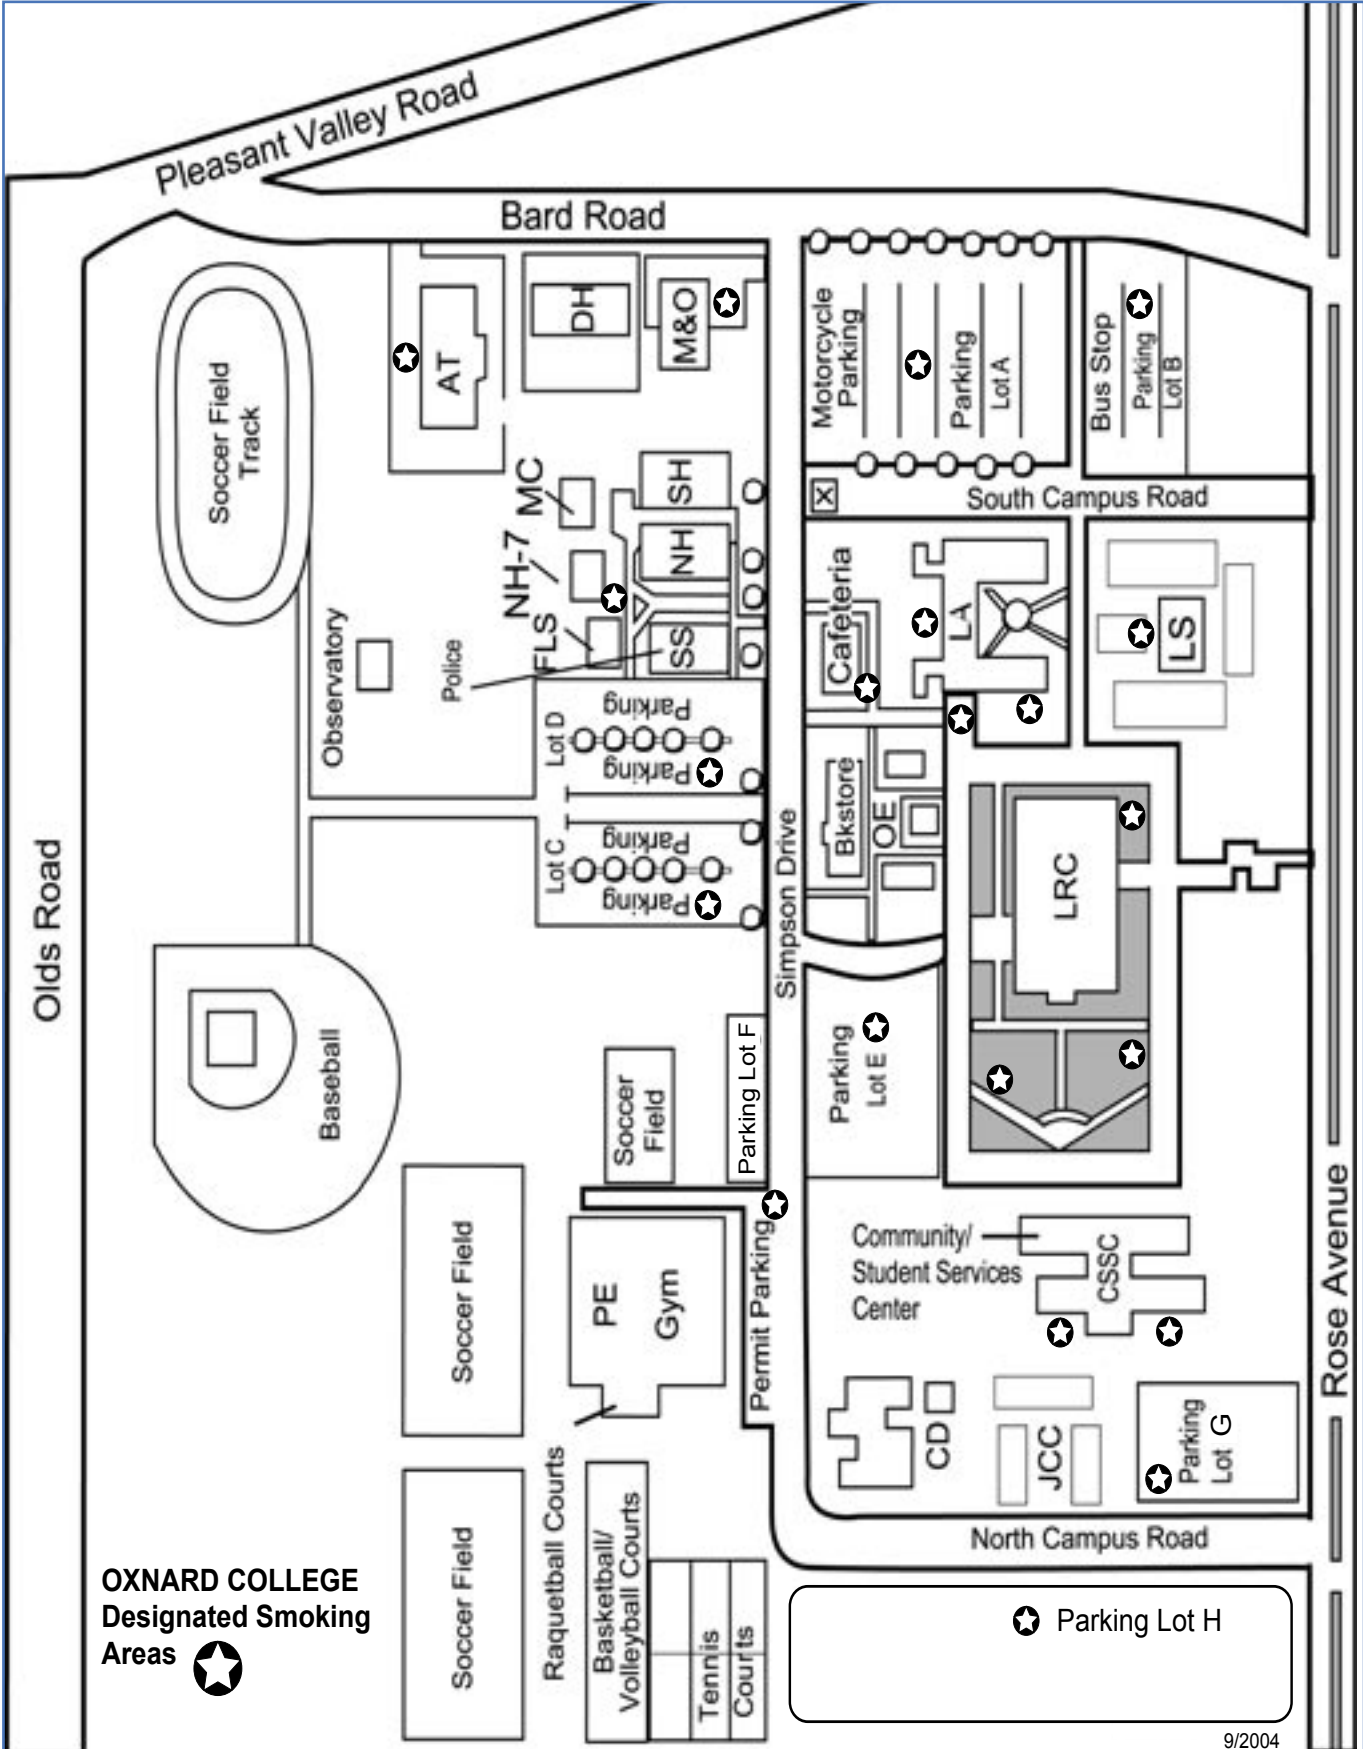 Pleasant Valley Road
Bard Road
Soccer Field
Track
AT
DH
M&O
Motorcycle
Parking
Parking
Lot A
Bus Stop
Parking
Lot B
South Campus Road
X
MC
NH-7
FLS
SH
NH
SS
Police
Observatory
Cafeteria
LA
LS
Lot D
Parking
Parking
Lot C
Parking
Parking
Bkstore
OE
LRC
Simpson Drive
Olds Road
Baseball
Soccer
Field
Parking Lot F
Parking
Lot E
Rose Avenue
Soccer Field
PE
Gym
Permit Parking
Community/
Student Services
Center
CSSC
CD
JCC
Parking
Lot G
North Campus Road
Soccer Field
Raquetball Courts
Basketball/
Volleyball Courts
Tennis
Courts
OXNARD COLLEGE
Designated Smoking
Areas
Parking Lot H
9/2004